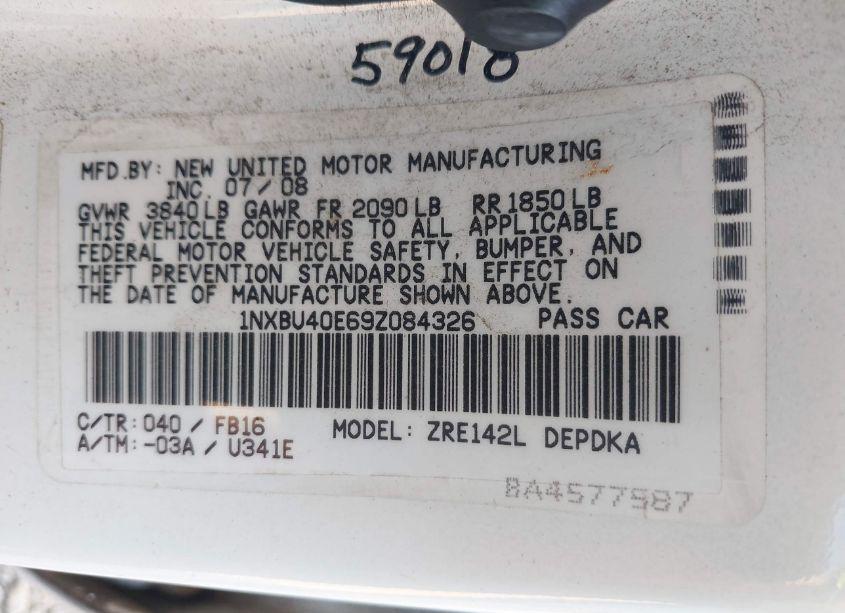 59018
MFD.BY: NEW UNITED MOTOR MANUFACTURING
INC. 07/08
GVWR 3840 LB GAWR FR 2090 LB RR 1850 LB
THIS VEHICLE CONFORMS TO ALL APPLICABLE
FEDERAL MOTOR VEHICLE SAFETY, BUMPER, AND
THEFT PREVENTION STANDARDS IN EFFECT ON
THE DATE OF MANUFACTURE SHOWN ABOVE.
1NXBU40E69Z084326 PASS CAR
C/TR: 040 / FB16 MODEL: ZRE142L DEPDKA
A/TM: -03A / U341E
BA4577587